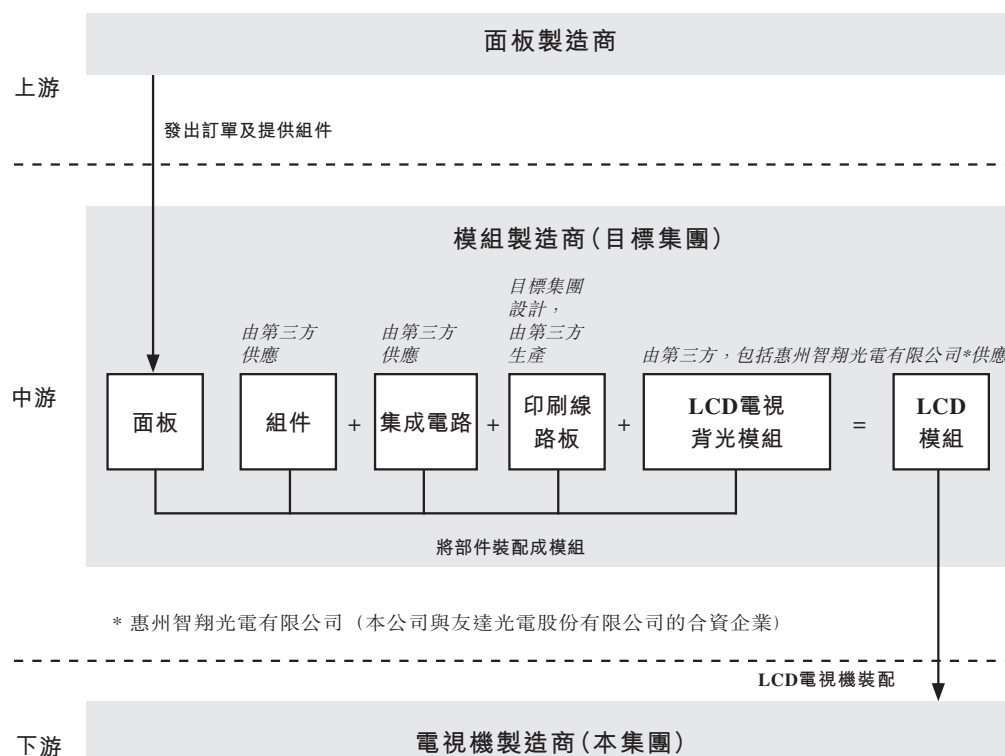 面板製造商
上游
發出訂單及提供組件
模組製造商(目標集團)
由第三方
供應
由第三方
供應
目標集團
設計，
由第三方
生產
由第三方，包括惠州智翔光電有限公司*供應
中游
面板
組件
+
集成電路
+
印刷線
路板
+
LCD電視
背光模組
=
LCD
模組
將部件裝配成模組
* 惠州智翔光電有限公司（本公司與友達光電股份有限公司的合資企業）
LCD電視機裝配
下游
電視機製造商(本集團)